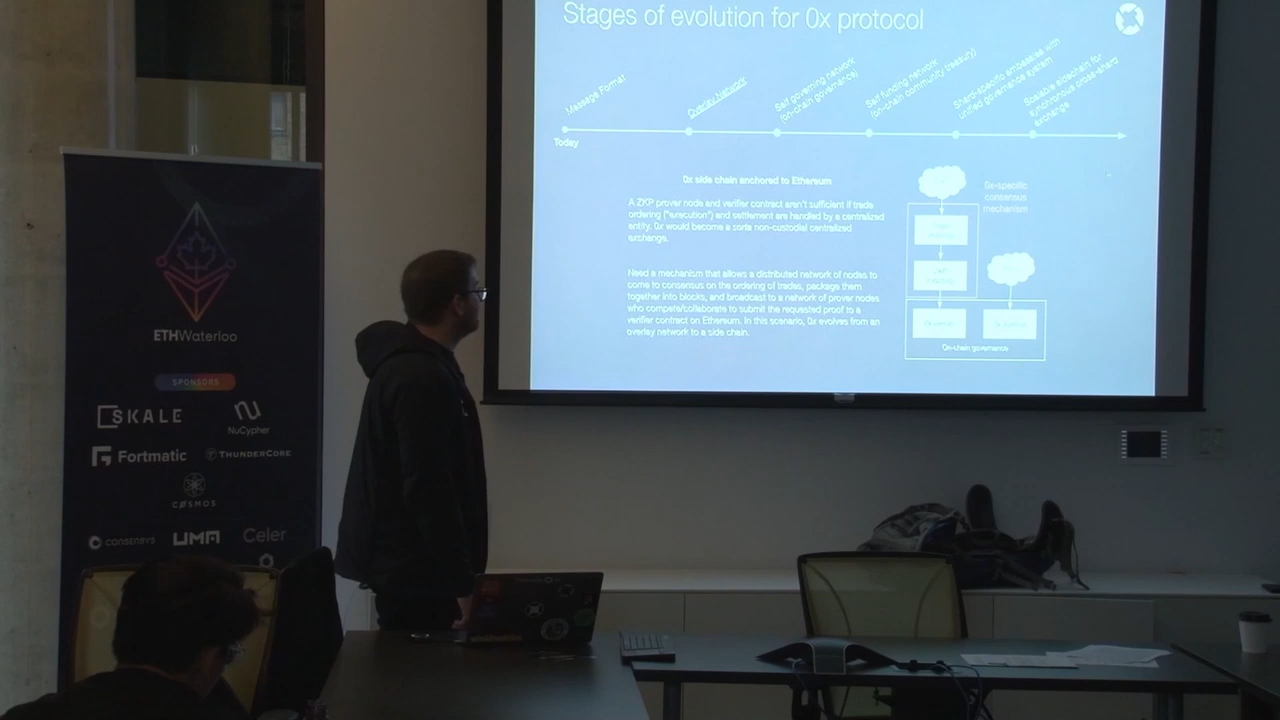 Stages of evolution for 0x protocol
Message Format
Overlay Network
Self governing network
(on-chain governance)
Self funding network
(on-chain community treasury)
Shard-specific embassies with
unified governance system
Scalable sidechain for
synchronous cross-shard
exchange
Today
0x side chain anchored to Ethereum
A ZKP prover node and verifier contract aren't sufficient if trade
ordering ("execution") and settlement are handled by a centralized
entity. 0x would become a sorta non-custodial centralized
exchange.
Need a mechanism that allows a distributed network of nodes to
come to consensus on the ordering of trades, package them
together into blocks, and broadcast to a network of prover nodes
who compete/collaborate to submit the requested proof to a
verifier contract on Ethereum. In this scenario, 0x evolves from an
overlay network to a side chain.
0x-specific
consensus
mechanism
On-chain governance
ETHWaterloo
SPONSORS
SKALE
NuCypher
Fortmatic
THUNDERCORE
COSMOS
CONSENSYS
UMA
Celer